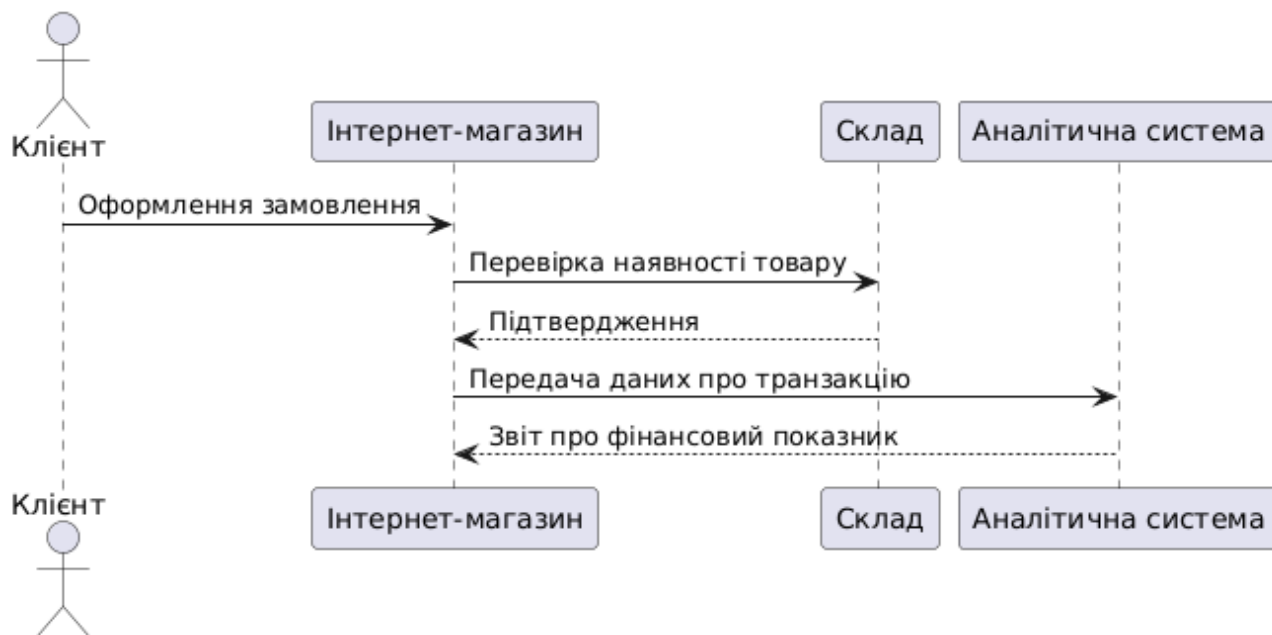 Клієнт
Інтернет-магазин
Склад
Аналітична система
Оформлення замовлення
Перевірка наявності товару
Підтвердження
Передача даних про транзакцію
Звіт про фінансовий показник
Клієнт
Інтернет-магазин
Склад
Аналітична система